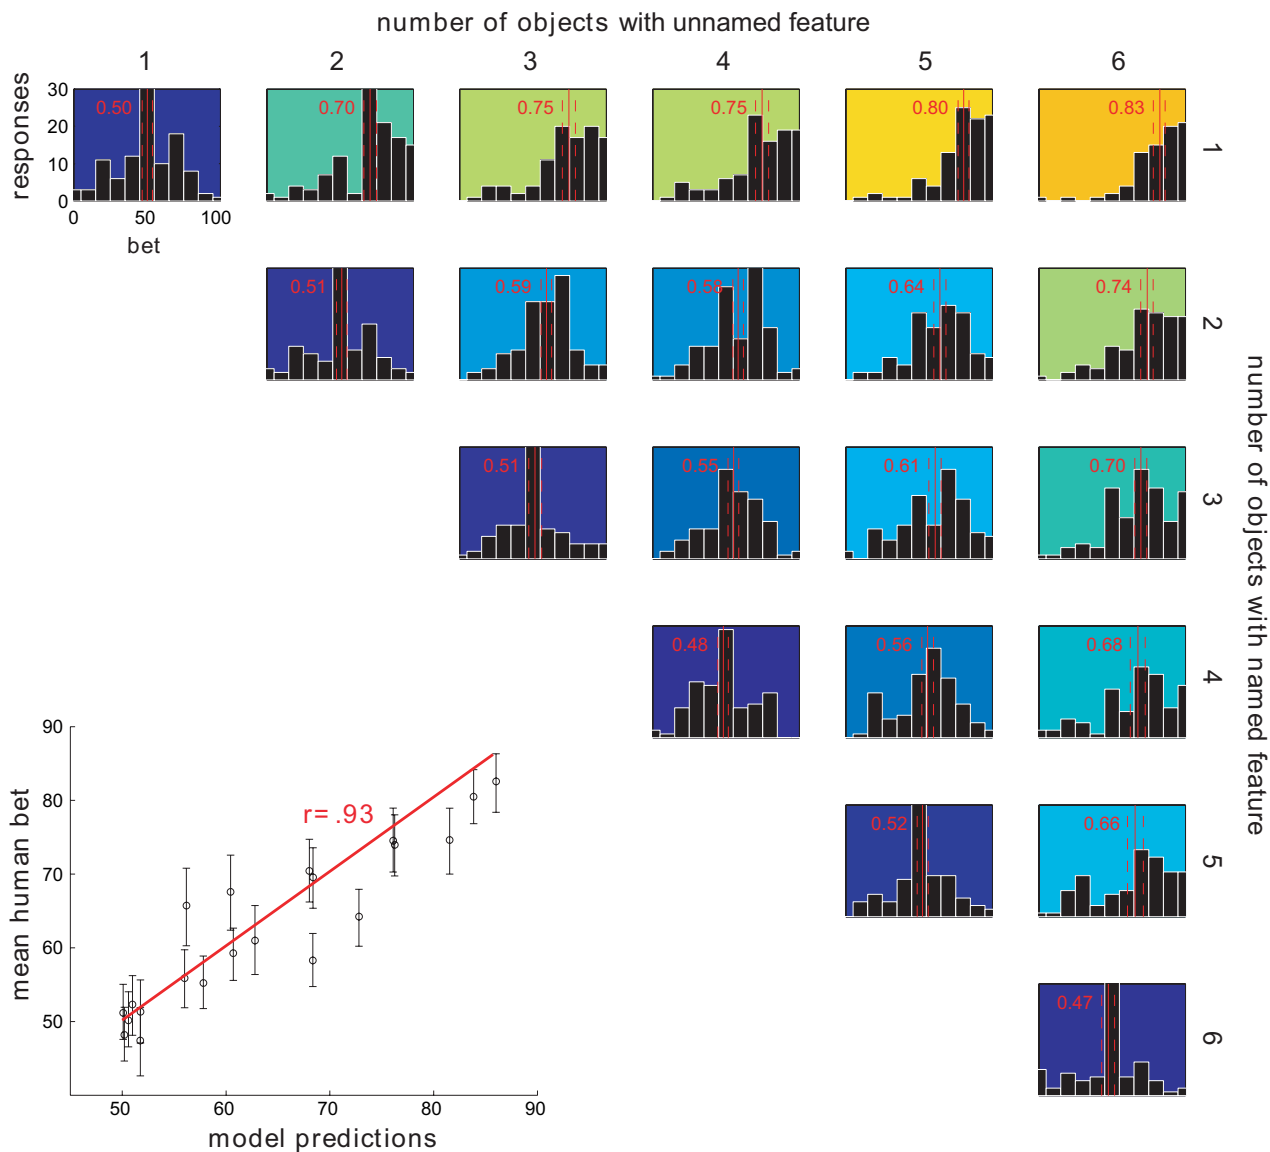 number of objects with unnamed feature
1 2 3 4 5 6
responses
30
20
10
0
0 50 100
bet
0.50 0.70 0.75 0.75 0.80 0.83
1
0.51 0.59 0.58 0.64 0.74
2
0.51 0.55 0.61 0.70
3
0.48 0.56 0.68
4
0.52 0.66
5
0.47
6
number of objects with named feature
mean human bet
90
80
70
60
50
r= .93
50 60 70 80 90
model predictions